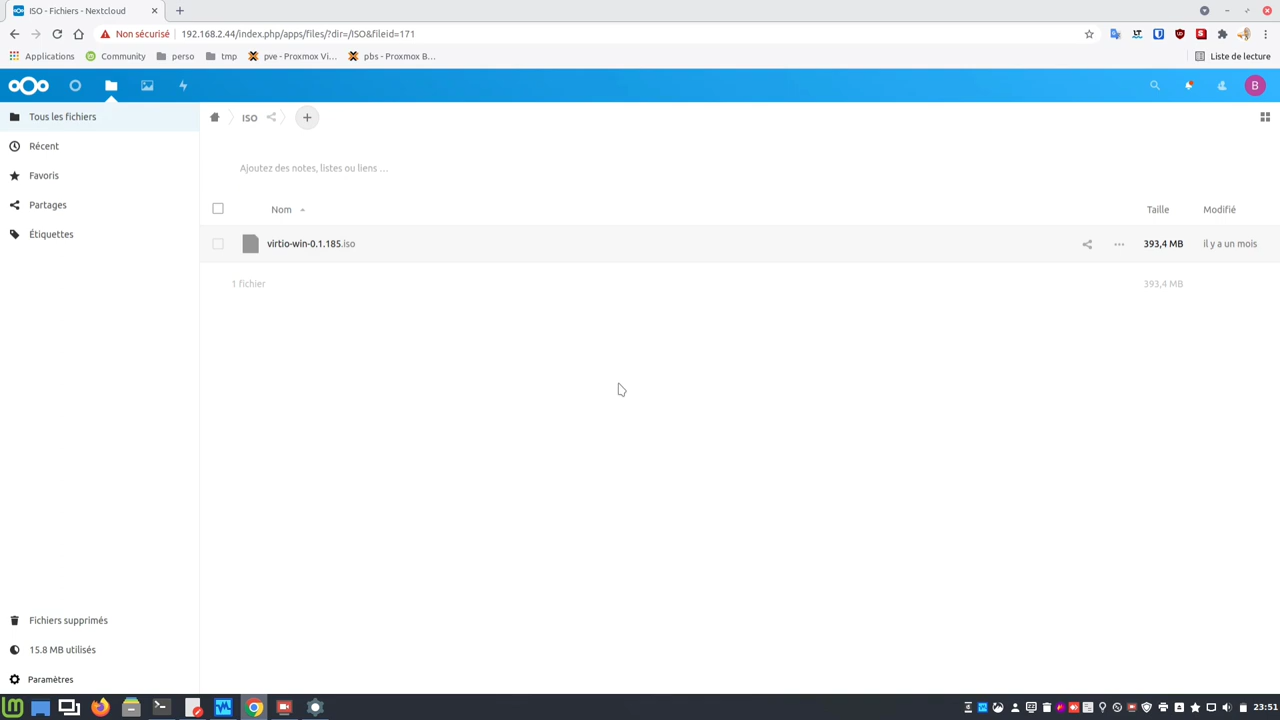 ISO - Fichiers - Nextcloud
Non sécurisé 192.168.2.44/index.php/apps/files/?dir=/ISO&fileid=171
Applications Community perso tmp pve - Proxmox Vi... pbs - Proxmox B... Liste de lecture
B
Tous les fichiers
ISO
Récent
Ajoutez des notes, listes ou liens ...
Favoris
Partages
Nom Taille Modifié
Étiquettes
virtio-win-0.1.185.iso 393,4 MB il y a un mois
1 fichier 393,4 MB
Fichiers supprimés
15.8 MB utilisés
Paramètres
23:51